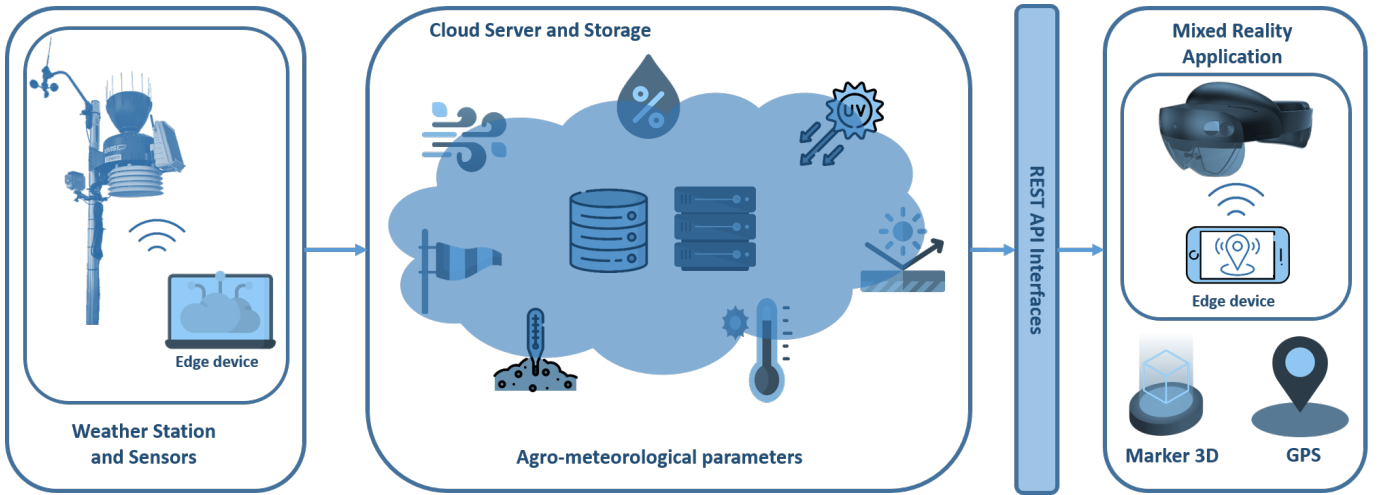 Weather Station
and Sensors
Edge device
Cloud Server and Storage
%
UV
Agro-meteorological parameters
REST API Interfaces
Mixed Reality
Application
Edge device
Marker 3D
GPS